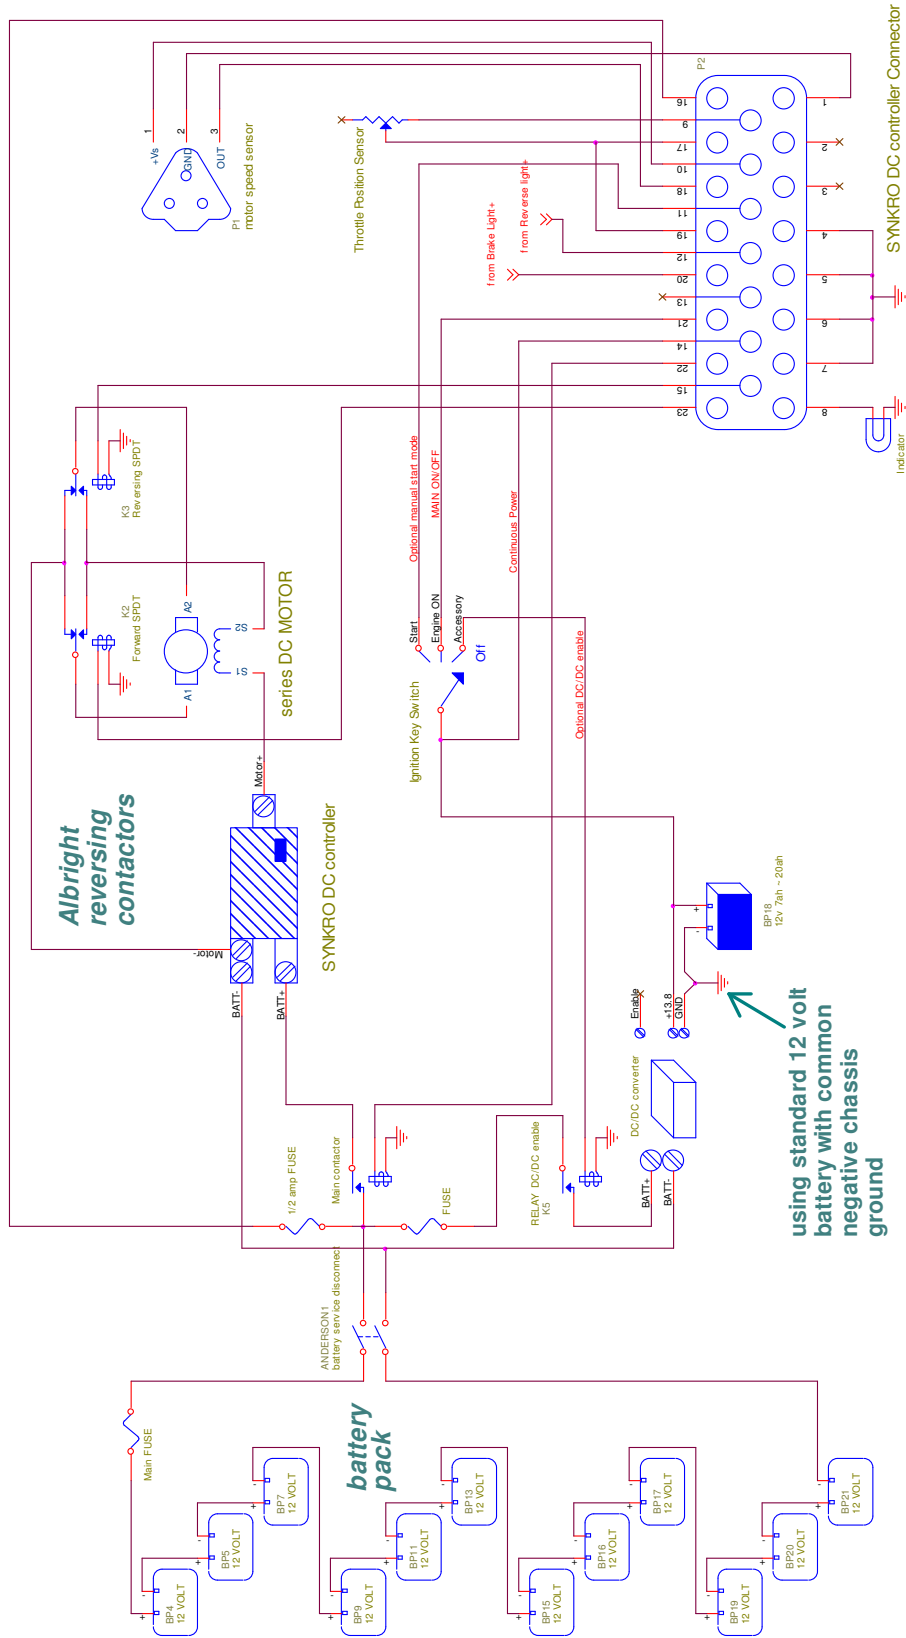 SYNKRO DC controller Connector
P2
16
9
17
10
18
11
19
12
20
13
21
14
22
15
23
1
2
3
4
5
6
7
8
Indicator
1
2
3
+Vs
GND
OUT
P1
motor speed sensor
Throttle Position Sensor
from Brake Light+
from Reverse light+
Optional manual start mode
MAIN ON/OFF
Continuous Power
Optional DC/DC enable
Start
Engine ON
Accessory
Off
Ignition Key Switch
K3
Reversing SPDT
K2
Forward SPDT
A2
A1
S2
S1
series DC MOTOR
Albright
reversing
contactors
Motor+
Motor-
BATT-
BATT+
SYNKRO DC controller
+
-
BP18
12v 7ah ~ 20ah
Enable
+13.8
GND
DC/DC converter
BATT+
BATT-
using standard 12 volt
battery with common
negative chassis
ground
1/2 amp FUSE
Main contactor
FUSE
RELAY DC/DC enable
K5
ANDERSON1
battery service disconnect
Main FUSE
battery
pack
+
-
BP4
12 VOLT
+
-
BP5
12 VOLT
+
-
BP7
12 VOLT
+
-
BP9
12 VOLT
+
-
BP11
12 VOLT
+
-
BP13
12 VOLT
+
-
BP15
12 VOLT
+
-
BP16
12 VOLT
+
-
BP17
12 VOLT
+
-
BP19
12 VOLT
+
-
BP20
12 VOLT
+
-
BP21
12 VOLT